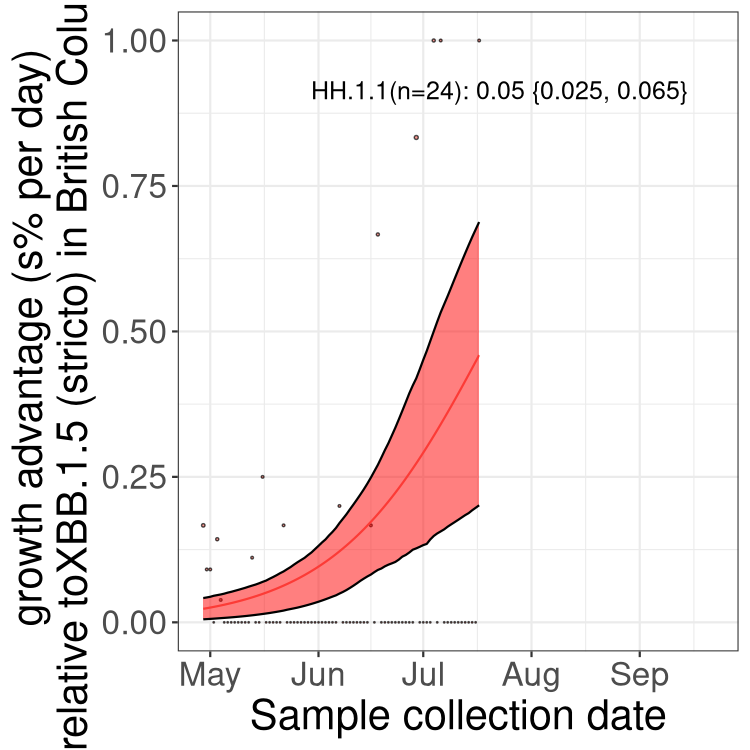 growth advantage (s% per day)
relative toXBB.1.5 (stricto) in British Colu
1.00
0.75
0.50
0.25
0.00
HH.1.1(n=24): 0.05 {0.025, 0.065}
May Jun Jul Aug Sep
Sample collection date